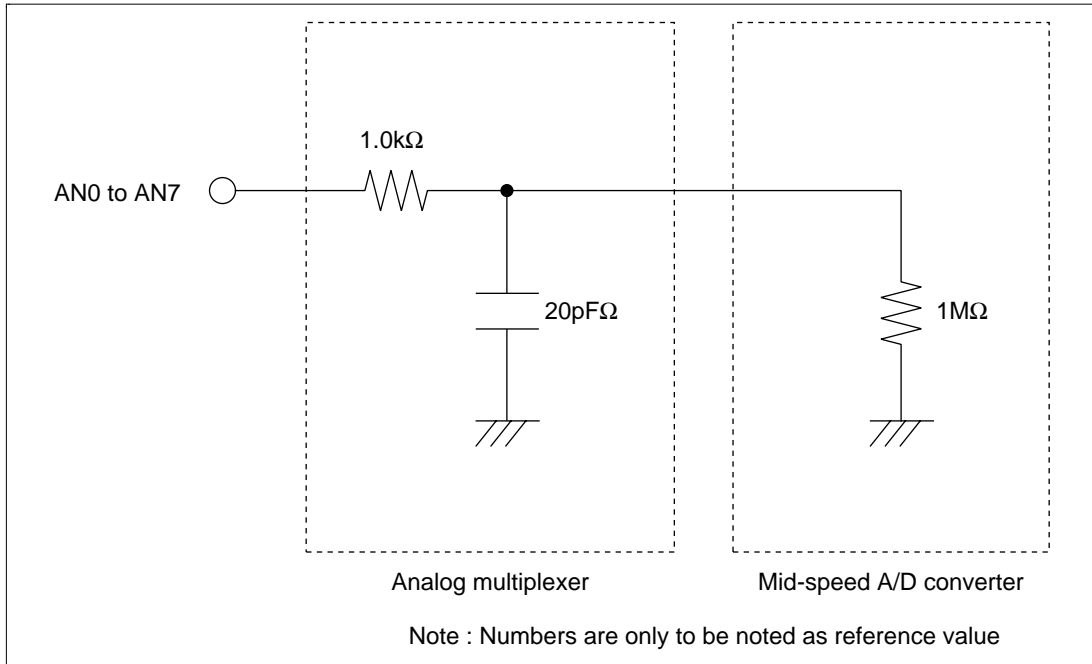 1.0kΩ
AN0 to AN7
20pFΩ
1MΩ
Analog multiplexer
Mid-speed A/D converter
Note : Numbers are only to be noted as reference value